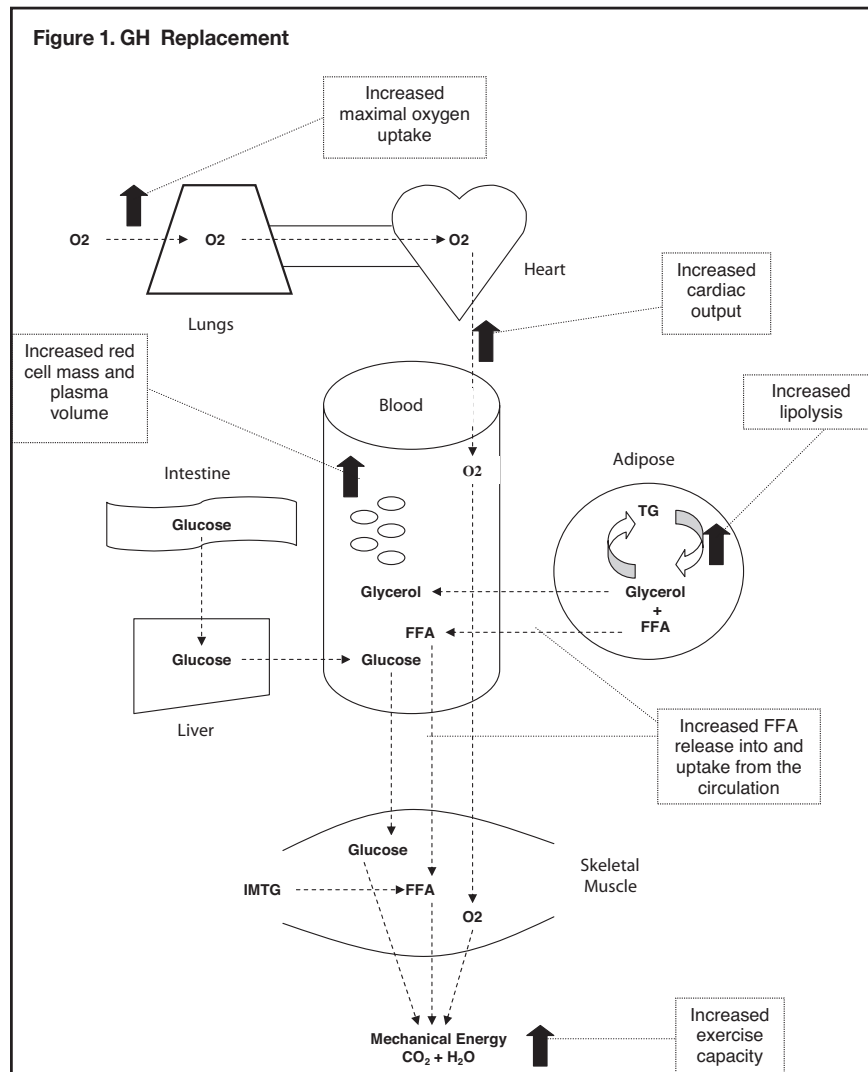 Figure 1. GH Replacement
Increased
maximal oxygen
uptake
O2
O2
O2
Heart
Lungs
Increased
cardiac
output
Increased red
cell mass and
plasma
volume
Blood
Increased
lipolysis
O2
Intestine
Adipose
Glucose
TG
Glycerol
Glycerol
+
FFA
FFA
Glucose
Glucose
Liver
Increased FFA
release into and
uptake from the
circulation
Glucose
Skeletal
Muscle
IMTG
FFA
O2
Mechanical Energy
CO₂ + H₂O
Increased
exercise
capacity